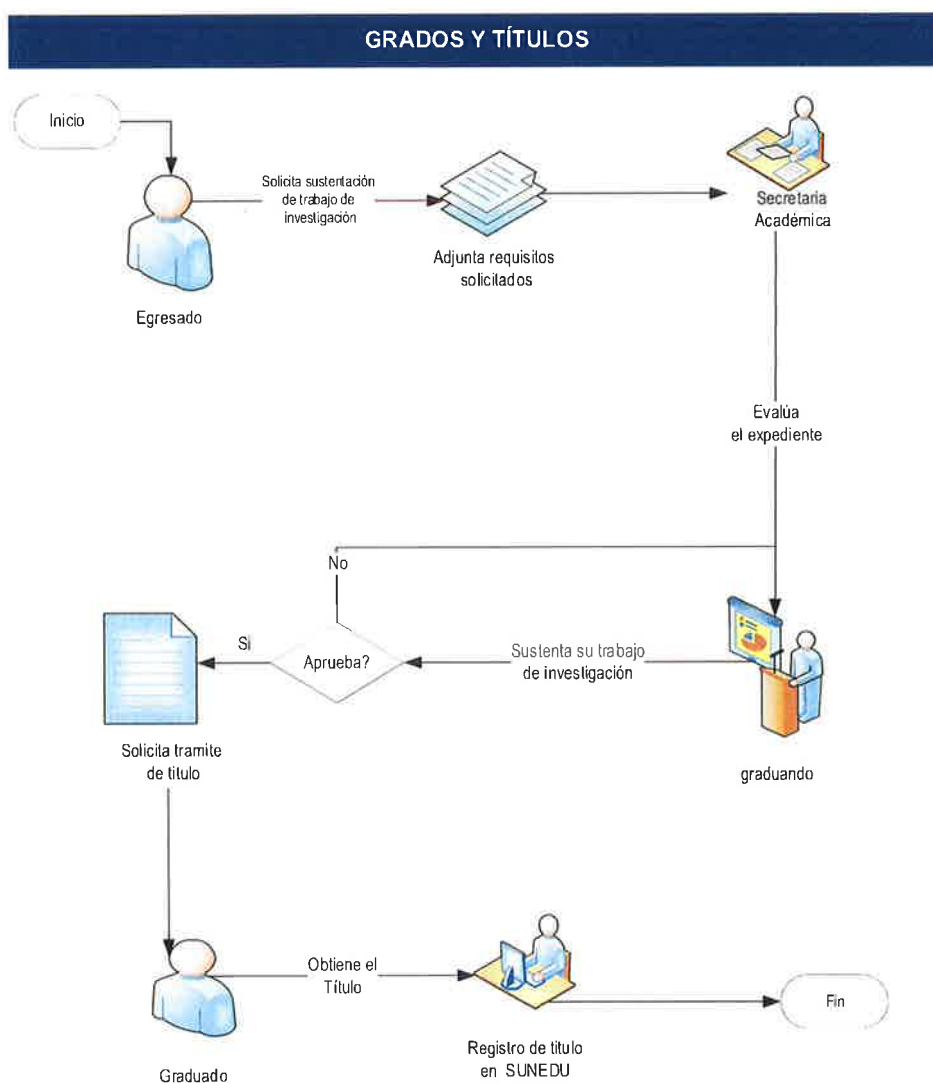 GRADOS Y TÍTULOS
Inicio
Solicita sustentación
de trabajo de
investigación
Adjunta requisitos
solicitados
Secretaria
Académica
Egresado
Evalúa
el expediente
No
Si
Aprueba?
Sustenta su trabajo
de investigación
Solicita tramite
de titulo
graduando
Obtiene el
Título
Fin
Registro de titulo
en SUNEDU
Graduado